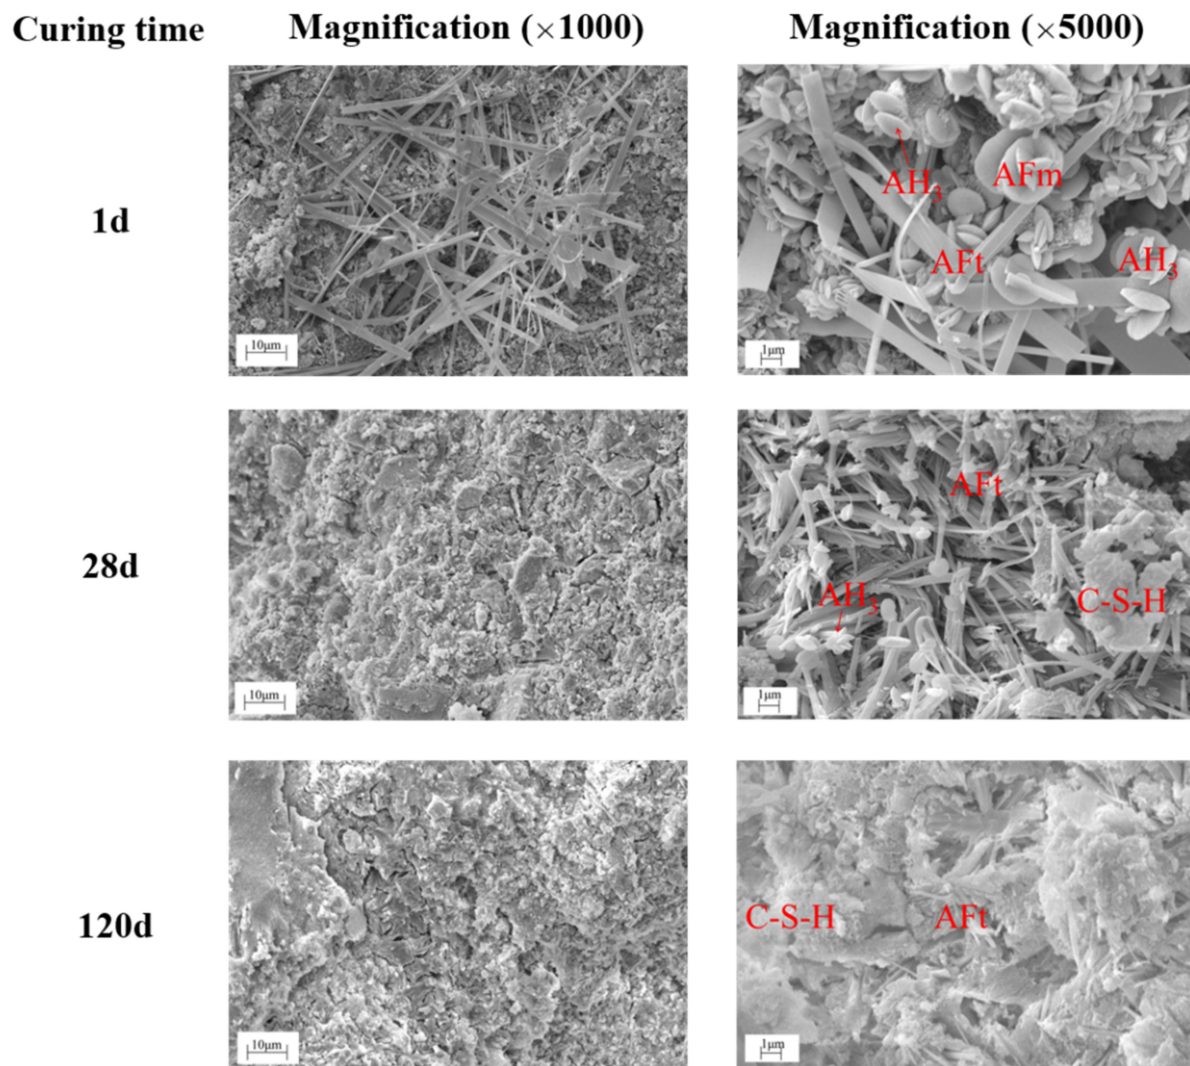 Curing time Magnification (×1000) Magnification (×5000)
1d
AH₃
AFm
AFt
AH₃
10μm
1μm
28d
AFt
AH₃
C-S-H
10μm
1μm
120d
C-S-H
AFt
10μm
1μm